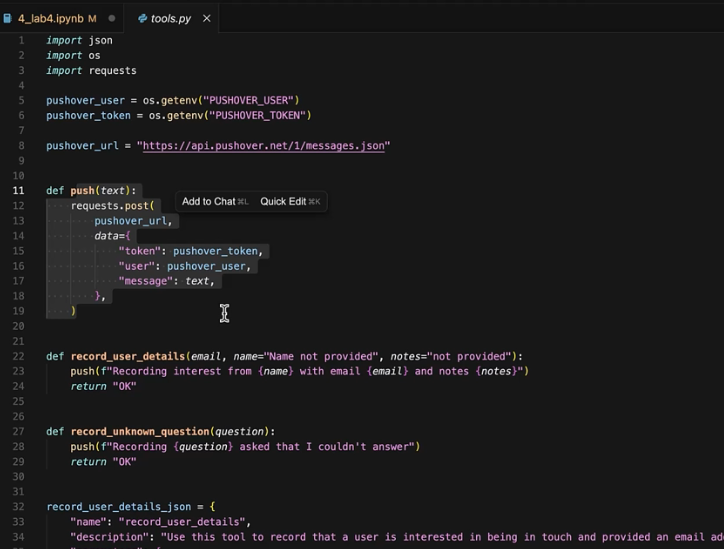 4_lab4.ipynb M
tools.py
1 import json
2 import os
3 import requests
4
5 pushover_user = os.getenv("PUSHOVER_USER")
6 pushover_token = os.getenv("PUSHOVER_TOKEN")
7
8 pushover_url = "https://api.pushover.net/1/messages.json"
9
10
11 def push(text):
Add to Chat ⌘L Quick Edit ⌘K
12 requests.post(
13 pushover_url,
14 data={
15 "token": pushover_token,
16 "user": pushover_user,
17 "message": text,
18 },
19 )
20
21
22 def record_user_details(email, name="Name not provided", notes="not provided"):
23 push(f"Recording interest from {name} with email {email} and notes {notes}")
24 return "OK"
25
26
27 def record_unknown_question(question):
28 push(f"Recording {question} asked that I couldn't answer")
29 return "OK"
30
31
32 record_user_details_json = {
33 "name": "record_user_details",
34 "description": "Use this tool to record that a user is interested in being in touch and provided an email ad